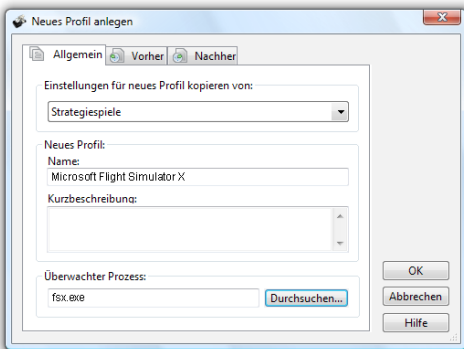 Neues Profil anlegen
Allgemein Vorher Nachher
Einstellungen für neues Profil kopieren von:
Strategiespiele
Neues Profil:
Name:
Microsoft Flight Simulator X
Kurzbeschreibung:
Überwachter Prozess:
fsx.exe Durchsuchen...
OK
Abbrechen
Hilfe